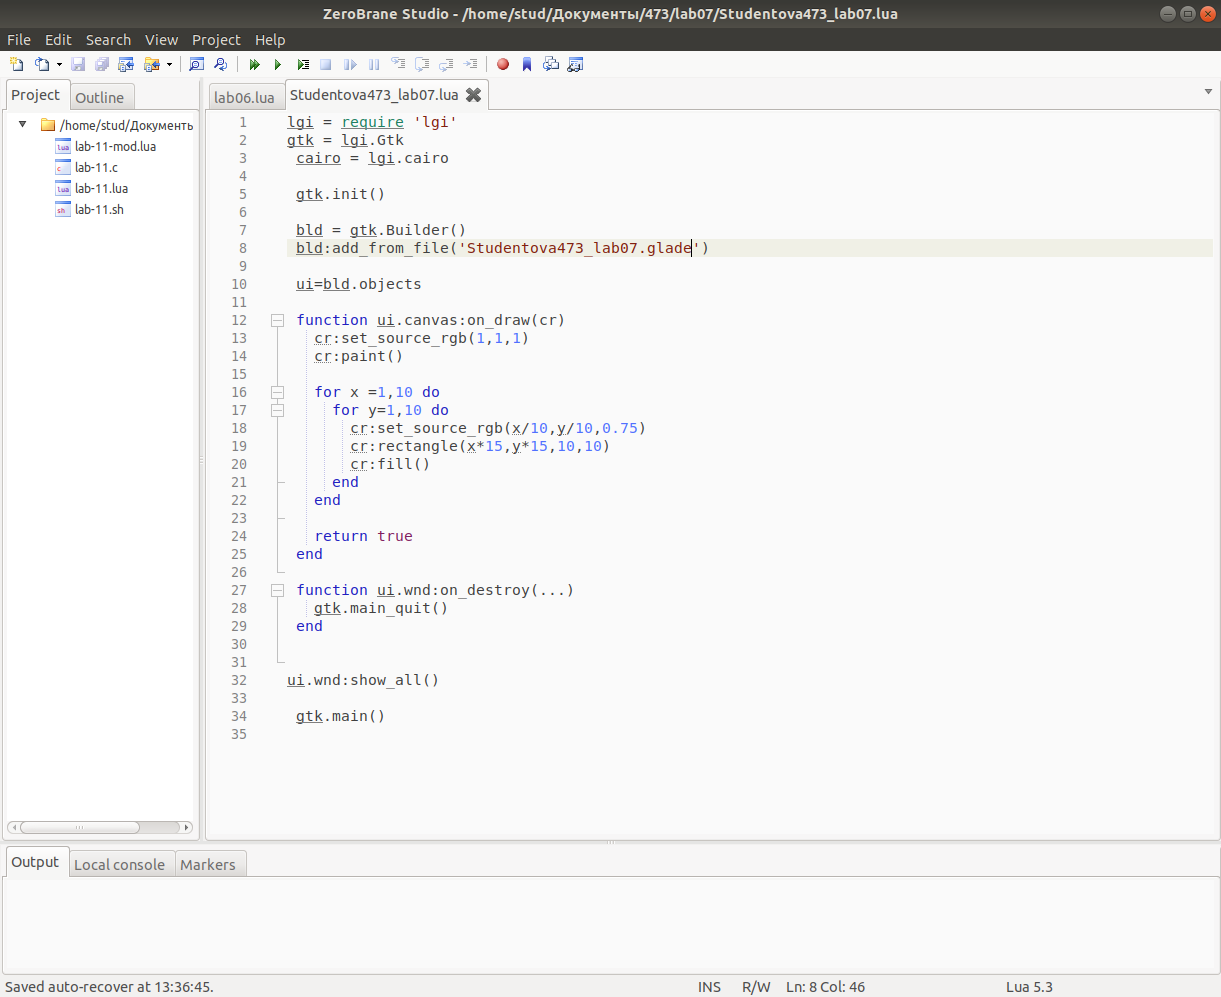 ZeroBrane Studio - /home/stud/Документы/473/lab07/Studentova473_lab07.lua
File Edit Search View Project Help
Project Outline
/home/stud/Документы
lab-11-mod.lua
lab-11.c
lab-11.lua
lab-11.sh
lab06.lua Studentova473_lab07.lua
1 lgi = require 'lgi'
2 gtk = lgi.Gtk
3 cairo = lgi.cairo
4
5 gtk.init()
6
7 bld = gtk.Builder()
8 bld:add_from_file('Studentova473_lab07.glade')
9
10 ui=bld.objects
11
12 function ui.canvas:on_draw(cr)
13 cr:set_source_rgb(1,1,1)
14 cr:paint()
15
16 for x =1,10 do
17 for y=1,10 do
18 cr:set_source_rgb(x/10,y/10,0.75)
19 cr:rectangle(x*15,y*15,10,10)
20 cr:fill()
21 end
22 end
23
24 return true
25 end
26
27 function ui.wnd:on_destroy(...)
28 gtk.main_quit()
29 end
30
31
32 ui.wnd:show_all()
33
34 gtk.main()
35
Output Local console Markers
Saved auto-recover at 13:36:45. INS R/W Ln: 8 Col: 46 Lua 5.3